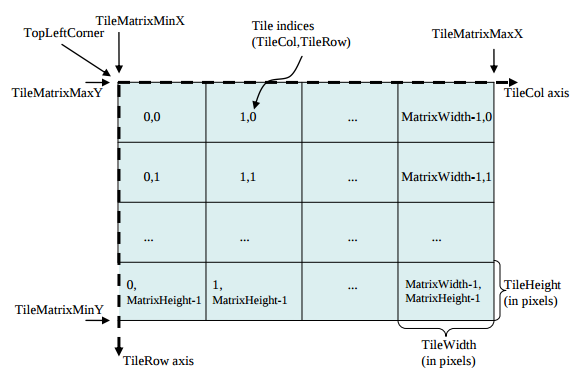 TileMatrixMinX
Tile indices
(TileCol,TileRow)
TopLeftCorner
TileMatrixMaxX
TileMatrixMaxY
TileCol axis
0,0
1,0
...
MatrixWidth-1,0
0,1
1,1
...
MatrixWidth-1,1
...
...
...
...
0,
MatrixHeight-1
1,
MatrixHeight-1
...
MatrixWidth-1,
MatrixHeight-1
TileHeight
(in pixels)
TileMatrixMinY
TileWidth
(in pixels)
TileRow axis